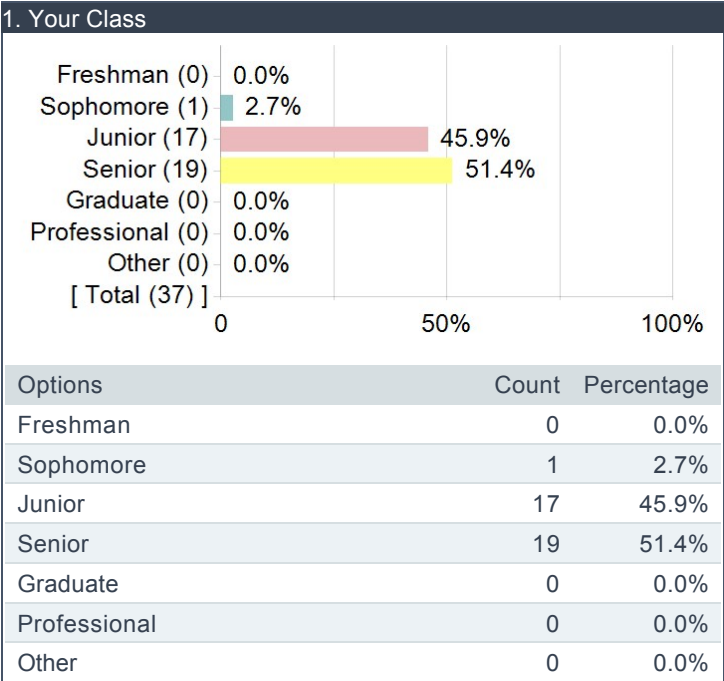 1. Your Class
Freshman (0) 0.0%
Sophomore (1) 2.7%
Junior (17) 45.9%
Senior (19) 51.4%
Graduate (0) 0.0%
Professional (0) 0.0%
Other (0) 0.0%
[ Total (37) ]
0 50% 100%
Options Count Percentage
Freshman 0 0.0%
Sophomore 1 2.7%
Junior 17 45.9%
Senior 19 51.4%
Graduate 0 0.0%
Professional 0 0.0%
Other 0 0.0%